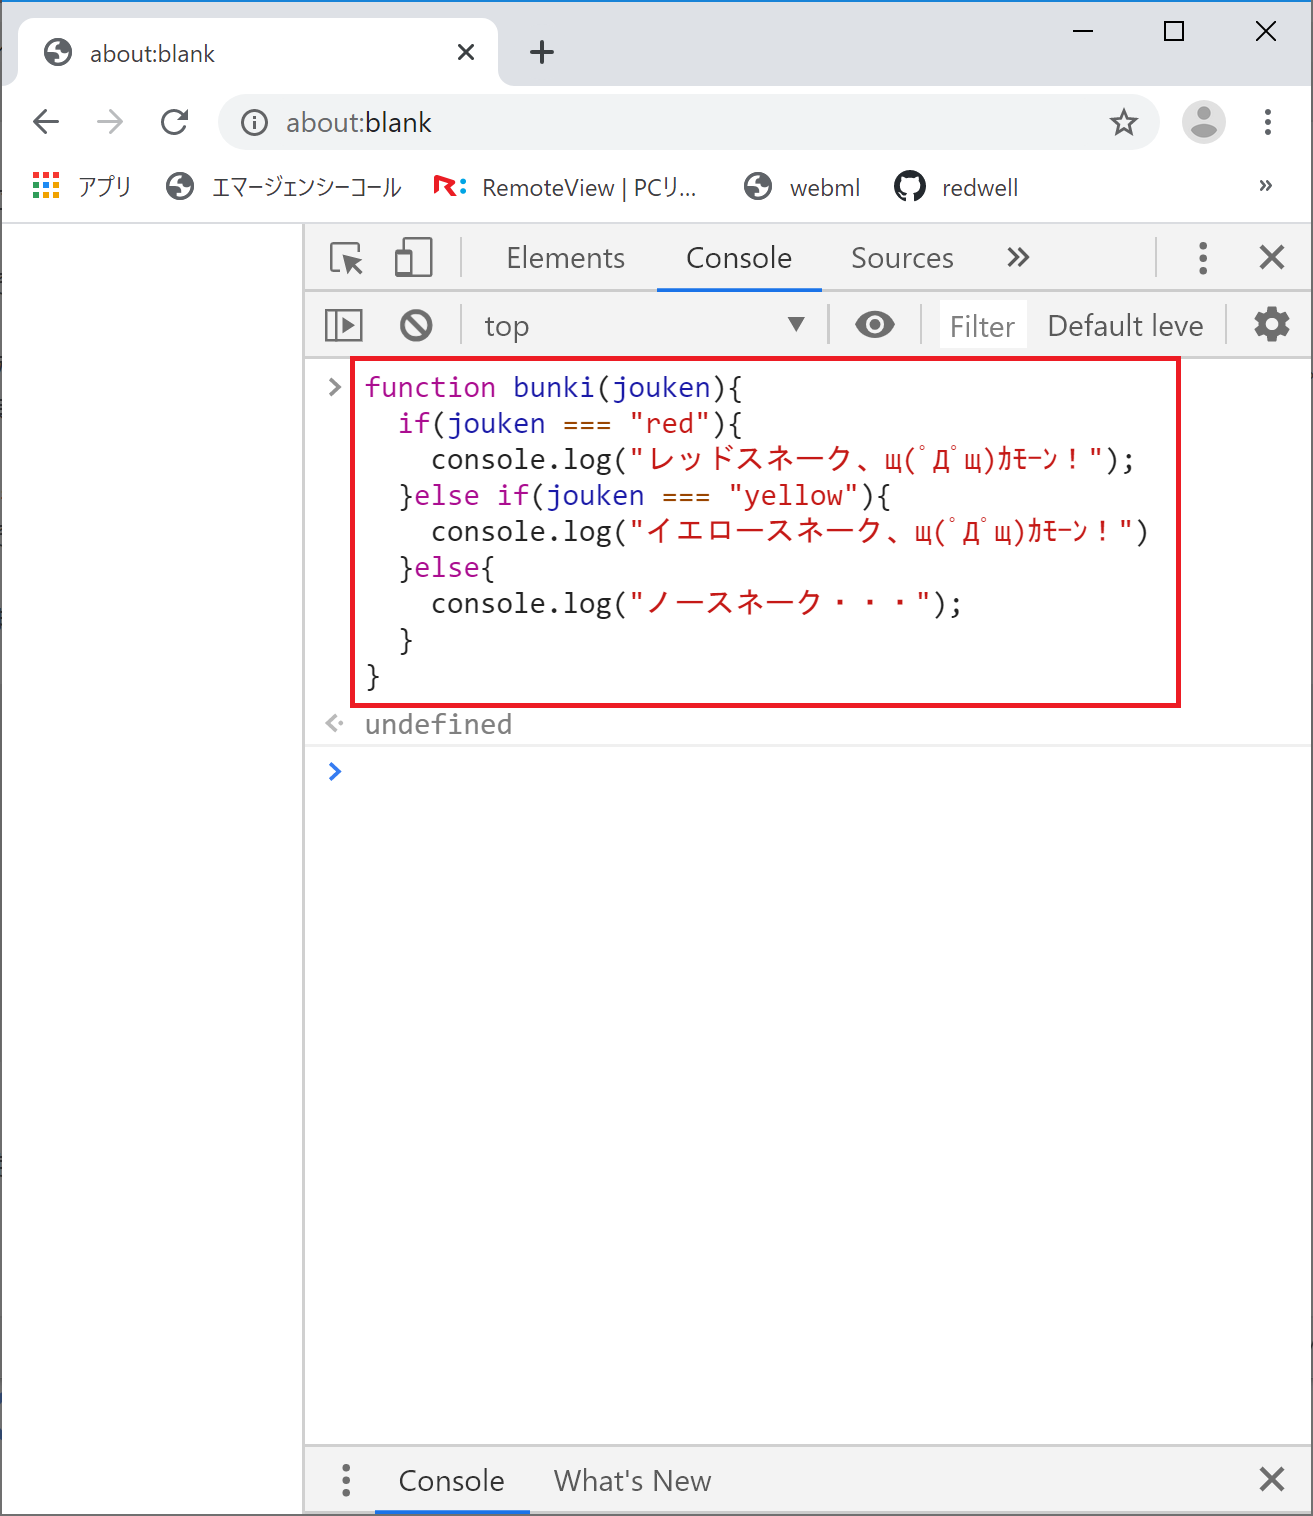 about:blank
about:blank
アプリ エマージェンシーコール RemoteView | PCリ... webml redwell »
Elements Console Sources »
top Filter Default leve
function bunki(jouken){
  if(jouken === "red"){
    console.log("レッドスネーク、щ(ﾟДﾟщ)ｶﾓｰﾝ！");
  }else if(jouken === "yellow"){
    console.log("イエロースネーク、щ(ﾟДﾟщ)ｶﾓｰﾝ！")
  }else{
    console.log("ノースネーク・・・");
  }
}
undefined
Console What's New